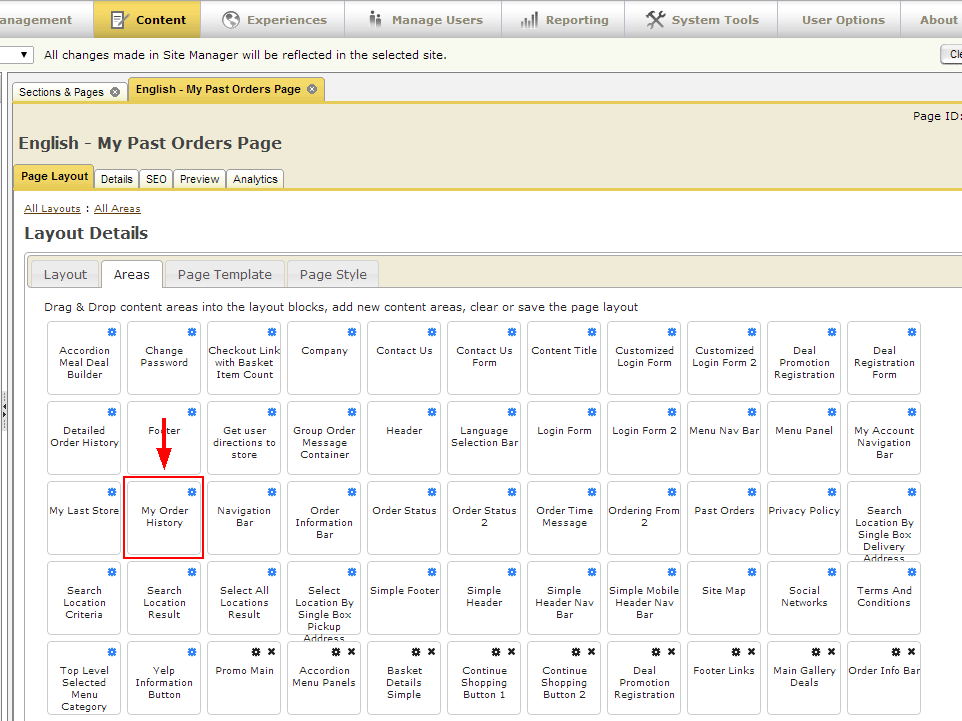 anagement Content Experiences Manage Users Reporting System Tools User Options About
All changes made in Site Manager will be reflected in the selected site. Cle
Sections & Pages English - My Past Orders Page
Page ID:
English - My Past Orders Page
Page Layout Details SEO Preview Analytics
All Layouts : All Areas
Layout Details
Layout Areas Page Template Page Style
Drag & Drop content areas into the layout blocks, add new content areas, clear or save the page layout
Accordion
Meal Deal
Builder
Change
Password
Checkout Link
with Basket
Item Count
Company
Contact Us
Contact Us
Form
Content Title
Customized
Login Form
Customized
Login Form 2
Deal
Promotion
Registration
Deal
Registration
Form
Detailed
Order History
Footer
Get user
directions to
store
Group Order
Message
Container
Header
Language
Selection Bar
Login Form
Login Form 2
Menu Nav Bar
Menu Panel
My Account
Navigation
Bar
My Last Store
My Order
History
Navigation
Bar
Order
Information
Bar
Order Status
Order Status
2
Order Time
Message
Ordering From
2
Past Orders
Privacy Policy
Search
Location By
Single Box
Delivery
Address
Search
Location
Criteria
Search
Location
Result
Select All
Locations
Result
Select
Location By
Single Box
Pickup
Address
Simple Footer
Simple
Header
Simple
Header Nav
Bar
Simple Mobile
Header Nav
Bar
Site Map
Social
Networks
Terms And
Conditions
Top Level
Selected
Menu
Category
Yelp
Information
Button
Promo Main
Accordion
Menu Panels
Basket
Details
Simple
Continue
Shopping
Button 1
Continue
Shopping
Button 2
Deal
Promotion
Registration
Footer Links
Main Gallery
Deals
Order Info Bar